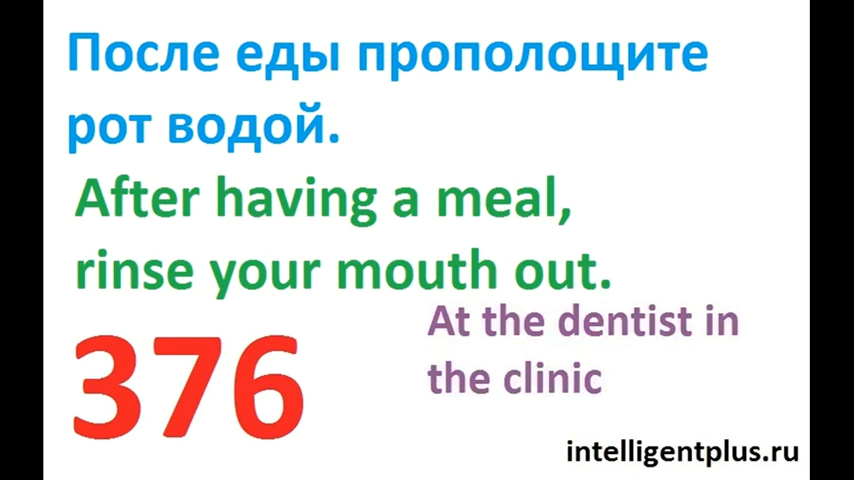 После еды прополощите
рот водой.
After having a meal,
rinse your mouth out.
At the dentist in
the clinic
376
intelligentplus.ru